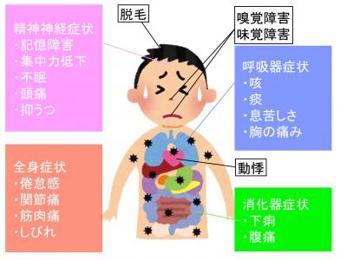 精神神経症状
・記憶障害
・集中力低下
・不眠
・頭痛
・抑うつ
脱毛
嗅覚障害
味覚障害
呼吸器症状
・咳
・痰
・息苦しさ
・胸の痛み
動悸
全身症状
・倦怠感
・関節痛
・筋肉痛
・しびれ
消化器症状
・下痢
・腹痛